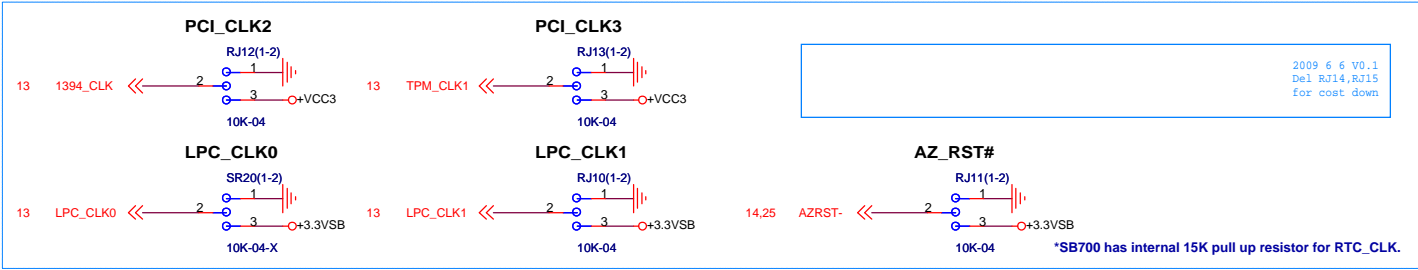 PCI_CLK2
RJ12(1-2)
1
13 1394_CLK 2
3 +VCC3
10K-04
PCI_CLK3
RJ13(1-2)
1
13 TPM_CLK1 2
3 +VCC3
10K-04
2009 6 6 V0.1
Del RJ14,RJ15
for cost down
LPC_CLK0
SR20(1-2)
1
13 LPC_CLK0 2
3 +3.3VSB
10K-04-X
LPC_CLK1
RJ10(1-2)
1
13 LPC_CLK1 2
3 +3.3VSB
10K-04
AZ_RST#
RJ11(1-2)
1
14,25 AZRST- 2
3 +3.3VSB
10K-04
*SB700 has internal 15K pull up resistor for RTC_CLK.